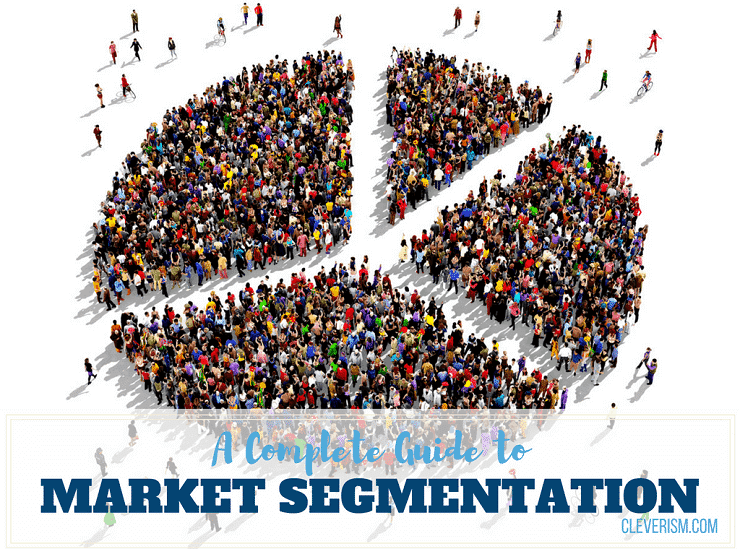 A Complete Guide to
MARKET SEGMENTATION
CLEVERISM.COM